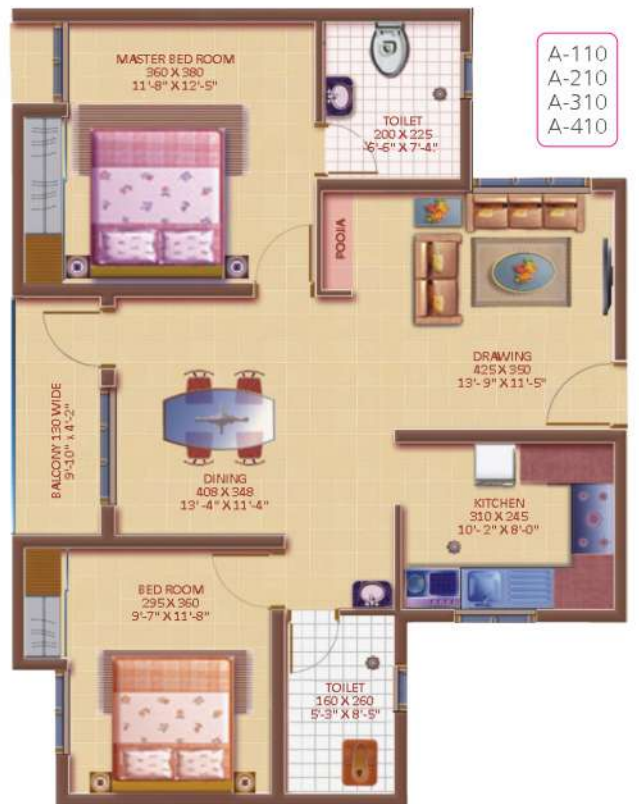 MASTER BED ROOM
360 X 380
11'-8" X 12'-5"
TOILET
200 X 225
6'-6" X 7'-4"
A-110
A-210
A-310
A-410
POOJA
DRAWING
425 X 350
13'-9" X 11'-5"
BALCONY 130 WIDE
9'-10" x 4'-2"
DINING
408 X 348
13'-4" X 11'-4"
KITCHEN
310 X 245
10'-2" X 8'-0"
BED ROOM
295 X 360
9'-7" X 11'-8"
TOILET
160 X 260
5'-3" X 8'-5"